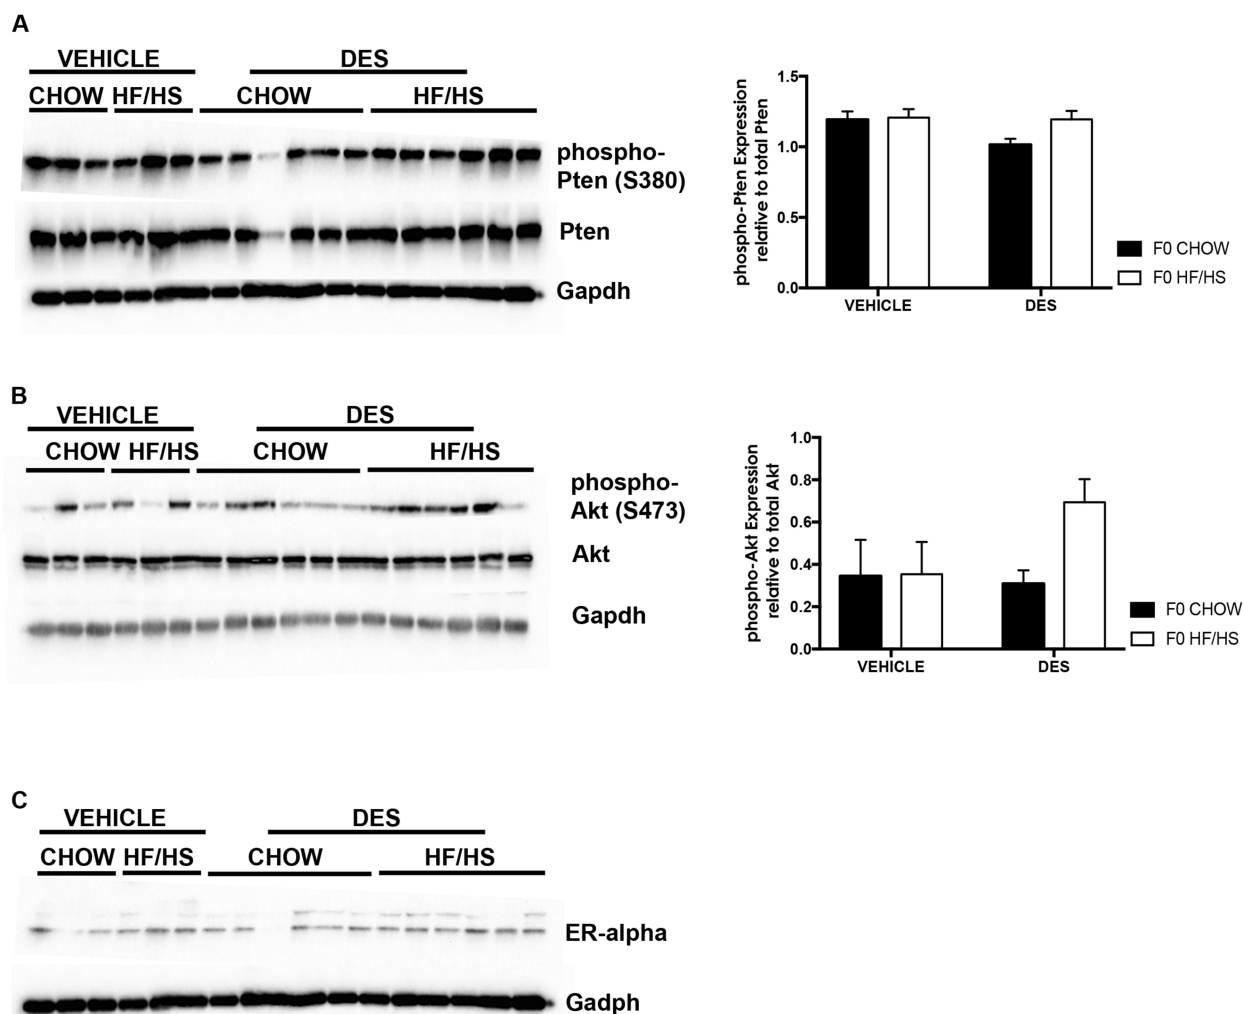 A
VEHICLE
DES
CHOW HF/HS
CHOW
HF/HS
phospho-
Pten (S380)
Pten
Gapdh
phospho-Pten Expression
relative to total Pten
1.5
1.0
0.5
0.0
VEHICLE
DES
F0 CHOW
F0 HF/HS
B
VEHICLE
DES
CHOW HF/HS
CHOW
HF/HS
phospho-
Akt (S473)
Akt
Gapdh
phospho-Akt Expression
relative to total Akt
1.0
0.8
0.6
0.4
0.2
0.0
VEHICLE
DES
F0 CHOW
F0 HF/HS
C
VEHICLE
DES
CHOW HF/HS
CHOW
HF/HS
ER-alpha
Gadph